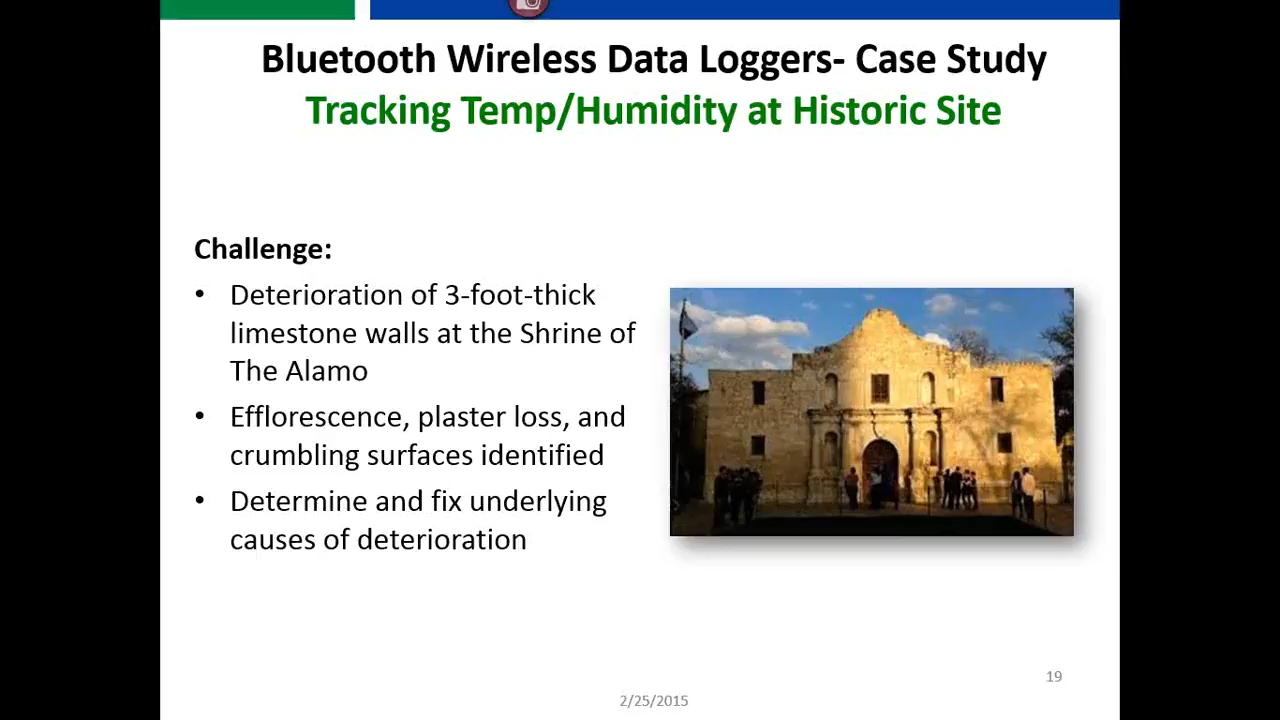 Bluetooth Wireless Data Loggers- Case Study
Tracking Temp/Humidity at Historic Site
Challenge:
• Deterioration of 3-foot-thick
limestone walls at the Shrine of
The Alamo
• Efflorescence, plaster loss, and
crumbling surfaces identified
• Determine and fix underlying
causes of deterioration
19
2/25/2015